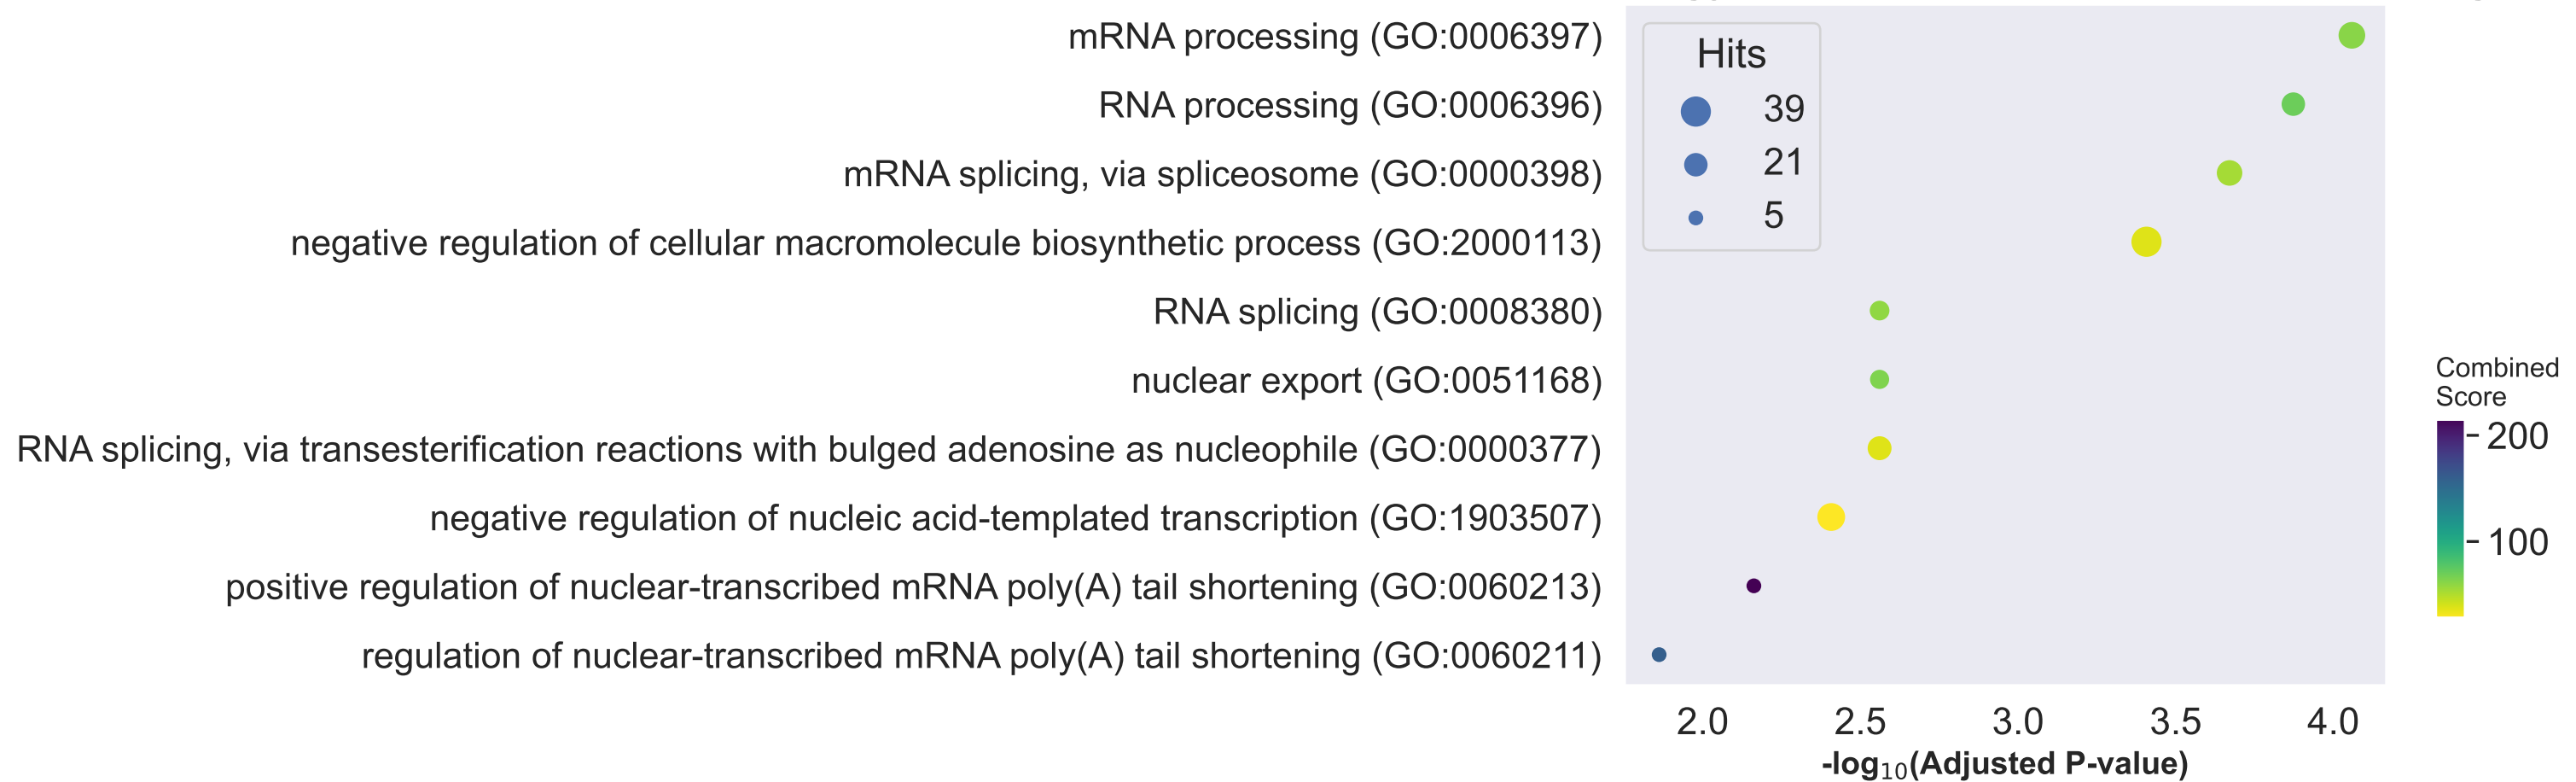 mRNA processing (GO:0006397)
RNA processing (GO:0006396)
mRNA splicing, via spliceosome (GO:0000398)
negative regulation of cellular macromolecule biosynthetic process (GO:2000113)
RNA splicing (GO:0008380)
nuclear export (GO:0051168)
RNA splicing, via transesterification reactions with bulged adenosine as nucleophile (GO:0000377)
negative regulation of nucleic acid-templated transcription (GO:1903507)
positive regulation of nuclear-transcribed mRNA poly(A) tail shortening (GO:0060213)
regulation of nuclear-transcribed mRNA poly(A) tail shortening (GO:0060211)
Hits
39
21
5
2.0 2.5 3.0 3.5 4.0
-log₁₀(Adjusted P-value)
Combined
Score
200
100